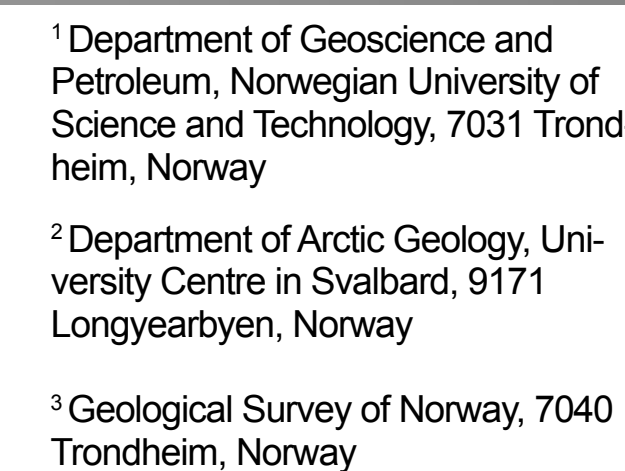 ¹ Department of Geoscience and
Petroleum, Norwegian University of
Science and Technology, 7031 Trond-
heim, Norway
² Department of Arctic Geology, Uni-
versity Centre in Svalbard, 9171
Longyearbyen, Norway
³ Geological Survey of Norway, 7040
Trondheim, Norway